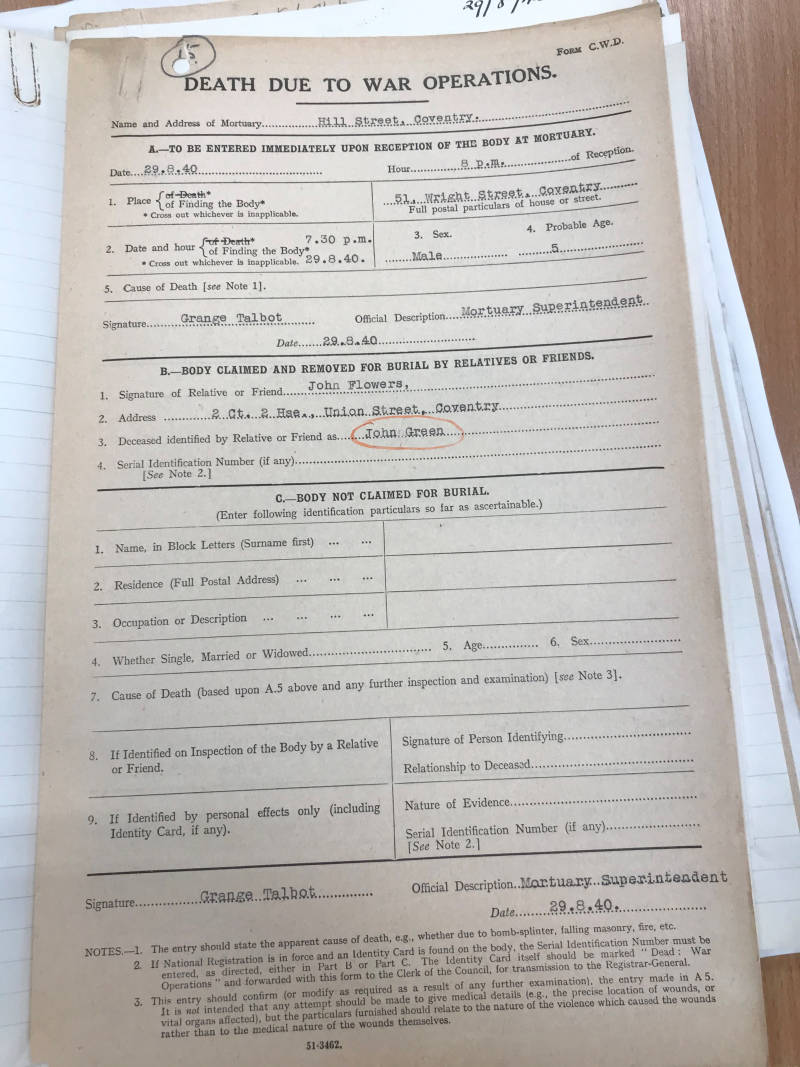 15
FORM C.W.D.
DEATH DUE TO WAR OPERATIONS.
Name and Address of Mortuary Hill Street, Coventry.
A.—TO BE ENTERED IMMEDIATELY UPON RECEPTION OF THE BODY AT MORTUARY.
Date 29.8.40 Hour 8 p.m. of Reception.
1. Place { of Death*
of Finding the Body*
* Cross out whichever is inapplicable.
51, Wright Street, Coventry
Full postal particulars of house or street.
2. Date and hour { of Death* 7.30 p.m.
of Finding the Body*
* Cross out whichever is inapplicable. 29.8.40.
3. Sex.
Male
4. Probable Age.
5
5. Cause of Death [see Note 1].
Signature Grange Talbot Official Description Mortuary Superintendent
Date 29.8.40
B.—BODY CLAIMED AND REMOVED FOR BURIAL BY RELATIVES OR FRIENDS.
1. Signature of Relative or Friend John Flowers,
2. Address 2 Ct. 2 Hse., Union Street, Coventry
3. Deceased identified by Relative or Friend as John Green
4. Serial Identification Number (if any)
[See Note 2.]
C.—BODY NOT CLAIMED FOR BURIAL.
(Enter following identification particulars so far as ascertainable.)
1. Name, in Block Letters (Surname first) ... ...
2. Residence (Full Postal Address) ... ... ...
3. Occupation or Description ... ... ... ...
4. Whether Single, Married or Widowed 5. Age 6. Sex
7. Cause of Death (based upon A.5 above and any further inspection and examination) [see Note 3].
8. If Identified on Inspection of the Body by a Relative
or Friend.
Signature of Person Identifying
Relationship to Deceased
9. If Identified by personal effects only (including
Identity Card, if any).
Nature of Evidence
Serial Identification Number (if any)
[See Note 2.]
Signature Grange Talbot Official Description Mortuary Superintendent
Date 29.8.40.
NOTES.—1. The entry should state the apparent cause of death, e.g., whether due to bomb-splinter, falling masonry, fire, etc.
2. If National Registration is in force and an Identity Card is found on the body, the Serial Identification Number must be
entered, as directed, either in Part B or Part C. The Identity Card itself should be marked "Dead: War
Operations" and forwarded with this form to the Clerk of the Council, for transmission to the Registrar-General.
3. This entry should confirm (or modify as required as a result of any further examination), the entry made in A 5.
It is not intended that any attempt should be made to give medical details (e.g., the precise location of wounds, or
vital organs affected), but the particulars furnished should relate to the nature of the violence which caused the wounds
rather than to the medical nature of the wounds themselves.
51-3462.